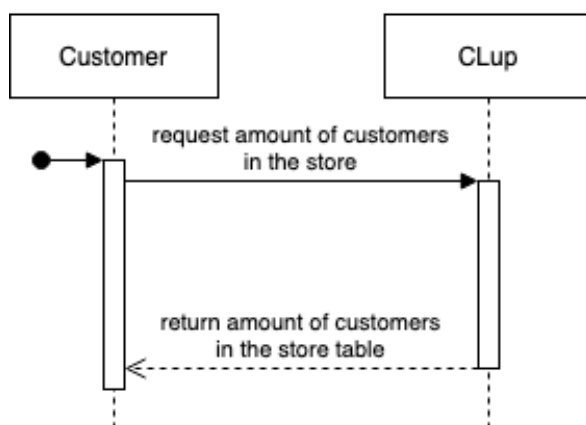 Customer
CLup
request amount of customers
in the store
return amount of customers
in the store table